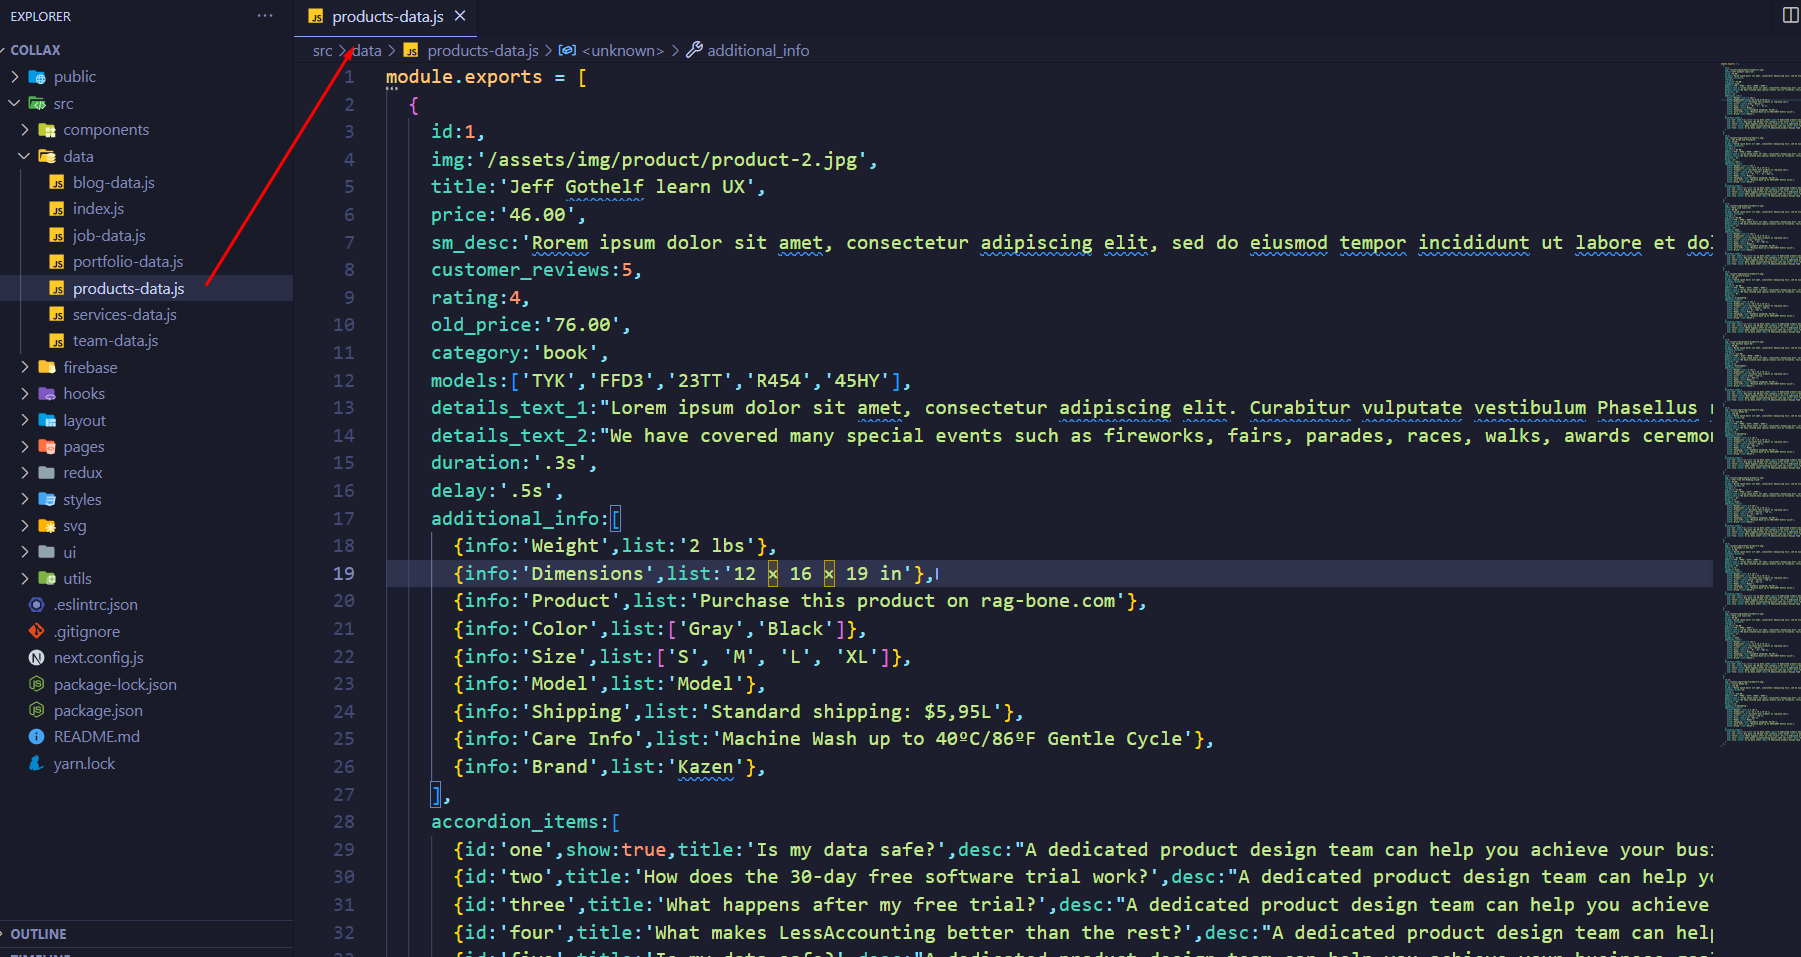 EXPLORER
···
COLLAX
public
src
components
data
blog-data.js
index.js
job-data.js
portfolio-data.js
products-data.js
services-data.js
team-data.js
firebase
hooks
layout
pages
redux
styles
svg
ui
utils
.eslintrc.json
.gitignore
next.config.js
package-lock.json
package.json
README.md
yarn.lock
OUTLINE
JS products-data.js
src > data > JS products-data.js > <unknown> > additional_info
1 module.exports = [
2 {
3 id:1,
4 img:'/assets/img/product/product-2.jpg',
5 title:'Jeff Gothelf learn UX',
6 price:'46.00',
7 sm_desc:'Rorem ipsum dolor sit amet, consectetur adipiscing elit, sed do eiusmod tempor incididunt ut labore et
8 customer_reviews:5,
9 rating:4,
10 old_price:'76.00',
11 category:'book',
12 models:['TYK','FFD3','23TT','R454','45HY'],
13 details_text_1:"Lorem ipsum dolor sit amet, consectetur adipiscing elit. Curabitur vulputate vestibulum Phasellus
14 details_text_2:"We have covered many special events such as fireworks, fairs, parades, races, walks, awards
15 duration:'.3s',
16 delay:'.5s',
17 additional_info:[
18 {info:'Weight',list:'2 lbs'},
19 {info:'Dimensions',list:'12 × 16 × 19 in'},
20 {info:'Product',list:'Purchase this product on rag-bone.com'},
21 {info:'Color',list:['Gray','Black']},
22 {info:'Size',list:['S', 'M', 'L', 'XL']},
23 {info:'Model',list:'Model'},
24 {info:'Shipping',list:'Standard shipping: $5,95L'},
25 {info:'Care Info',list:'Machine Wash up to 40ºC/86ºF Gentle Cycle'},
26 {info:'Brand',list:'Kazen'},
27 ],
28 accordion_items:[
29 {id:'one',show:true,title:'Is my data safe?',desc:"A dedicated product design team can help you achieve your
30 {id:'two',title:'How does the 30-day free software trial work?',desc:"A dedicated product design team can help
31 {id:'three',title:'What happens after my free trial?',desc:"A dedicated product design team can help you achieve
32 {id:'four',title:'What makes LessAccounting better than the rest?',desc:"A dedicated product design team can